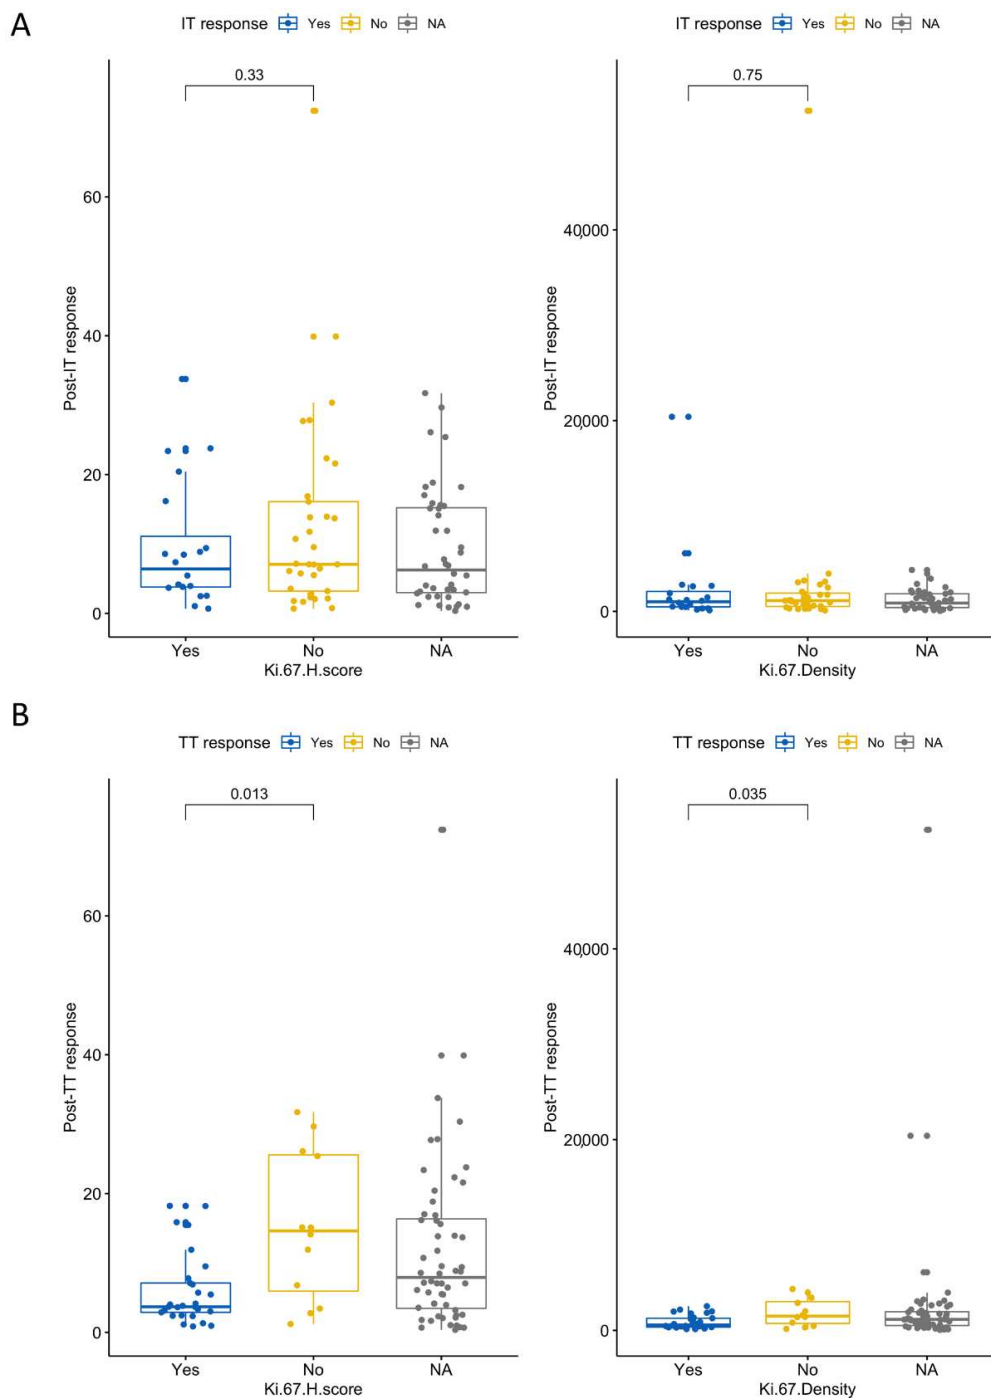 A
IT response Yes No NA
0.33
60
40
20
0
Post-IT response
Yes No NA
Ki.67.H.score
IT response Yes No NA
0.75
40,000
20,000
0
Post-IT response
Yes No NA
Ki.67.Density
B
TT response Yes No NA
0.013
60
40
20
0
Post-TT response
Yes No NA
Ki.67.H.score
TT response Yes No NA
0.035
40,000
20,000
0
Post-TT response
Yes No NA
Ki.67.Density